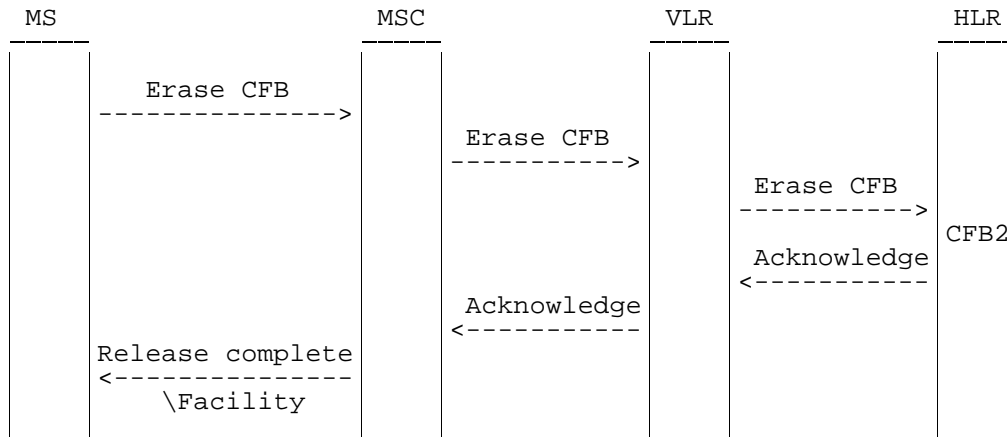 MS MSC VLR HLR
Erase CFB
Erase CFB
Erase CFB
CFB2
Acknowledge
Acknowledge
Release complete
\Facility